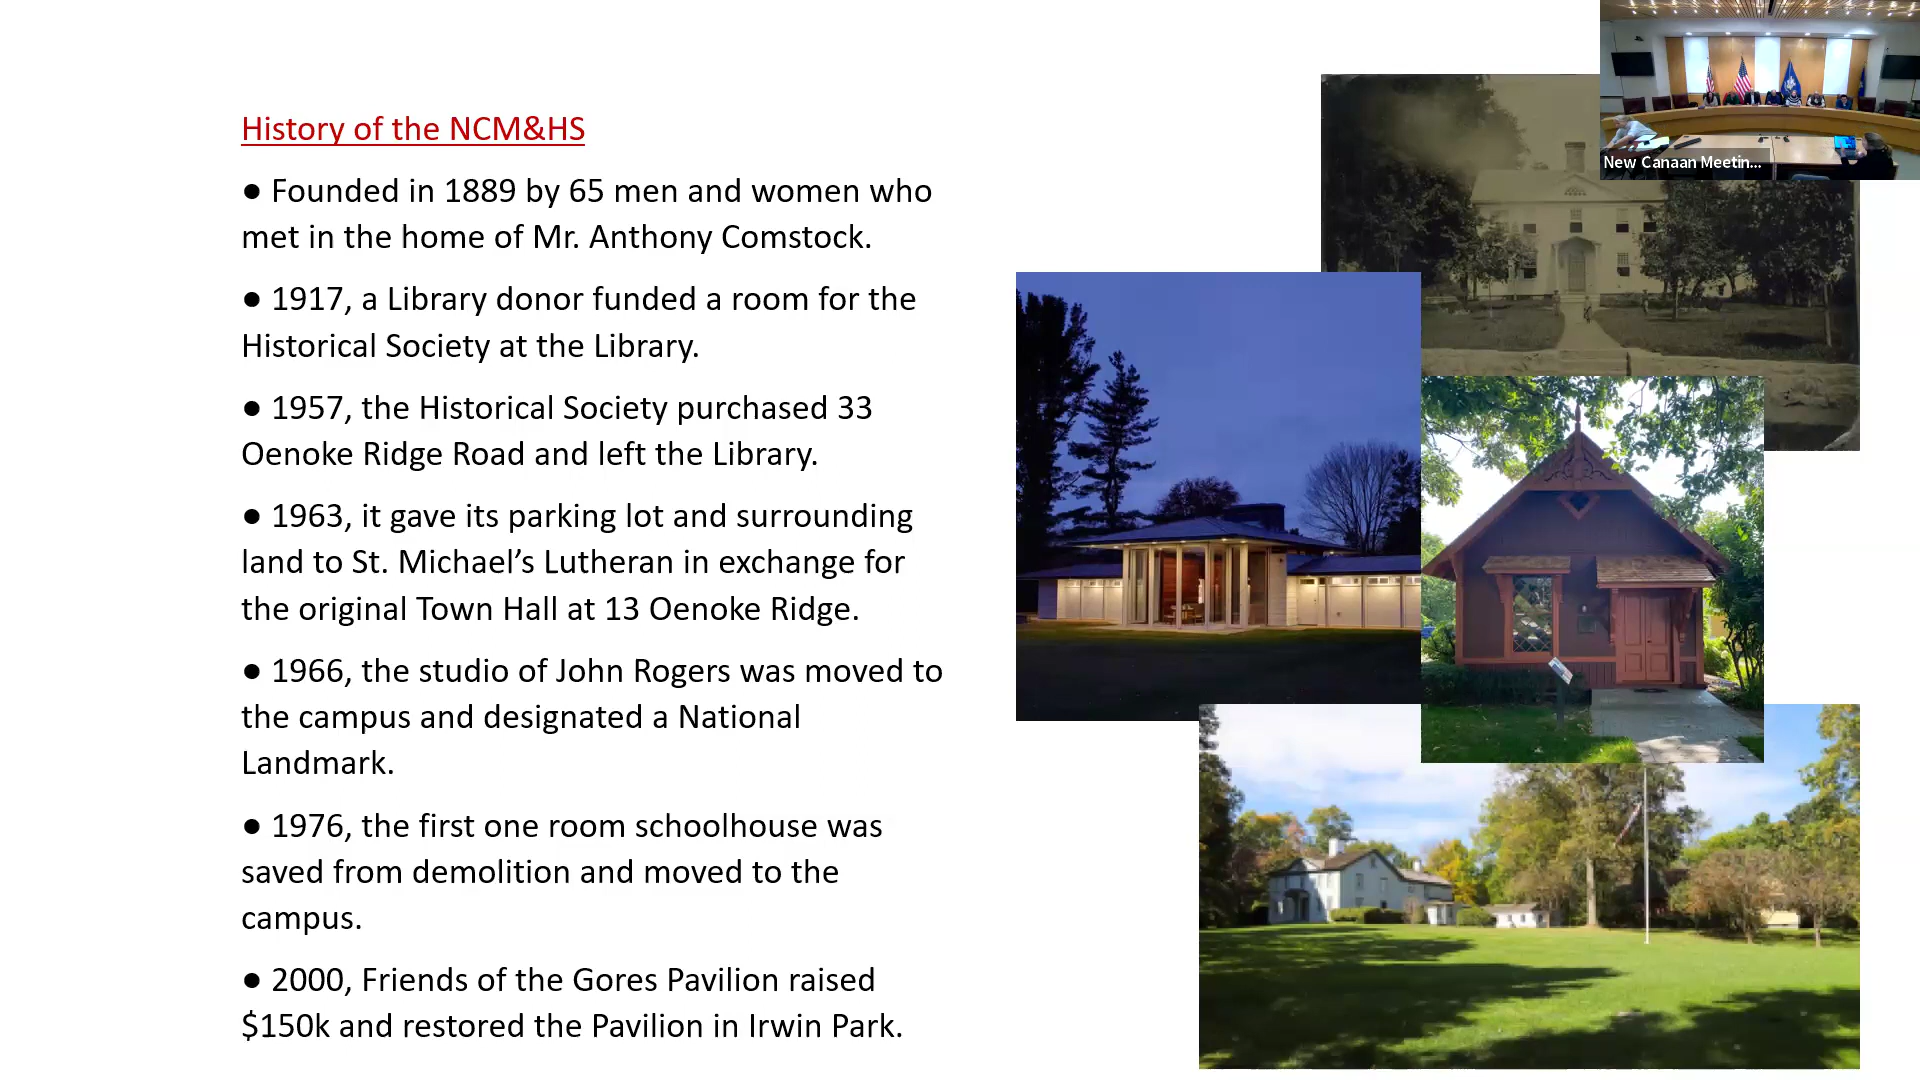 History of the NCM&HS
● Founded in 1889 by 65 men and women who
met in the home of Mr. Anthony Comstock.
● 1917, a Library donor funded a room for the
Historical Society at the Library.
● 1957, the Historical Society purchased 33
Oenoke Ridge Road and left the Library.
● 1963, it gave its parking lot and surrounding
land to St. Michael’s Lutheran in exchange for
the original Town Hall at 13 Oenoke Ridge.
● 1966, the studio of John Rogers was moved to
the campus and designated a National
Landmark.
● 1976, the first one room schoolhouse was
saved from demolition and moved to the
campus.
● 2000, Friends of the Gores Pavilion raised
$150k and restored the Pavilion in Irwin Park.
New Canaan Meetin...